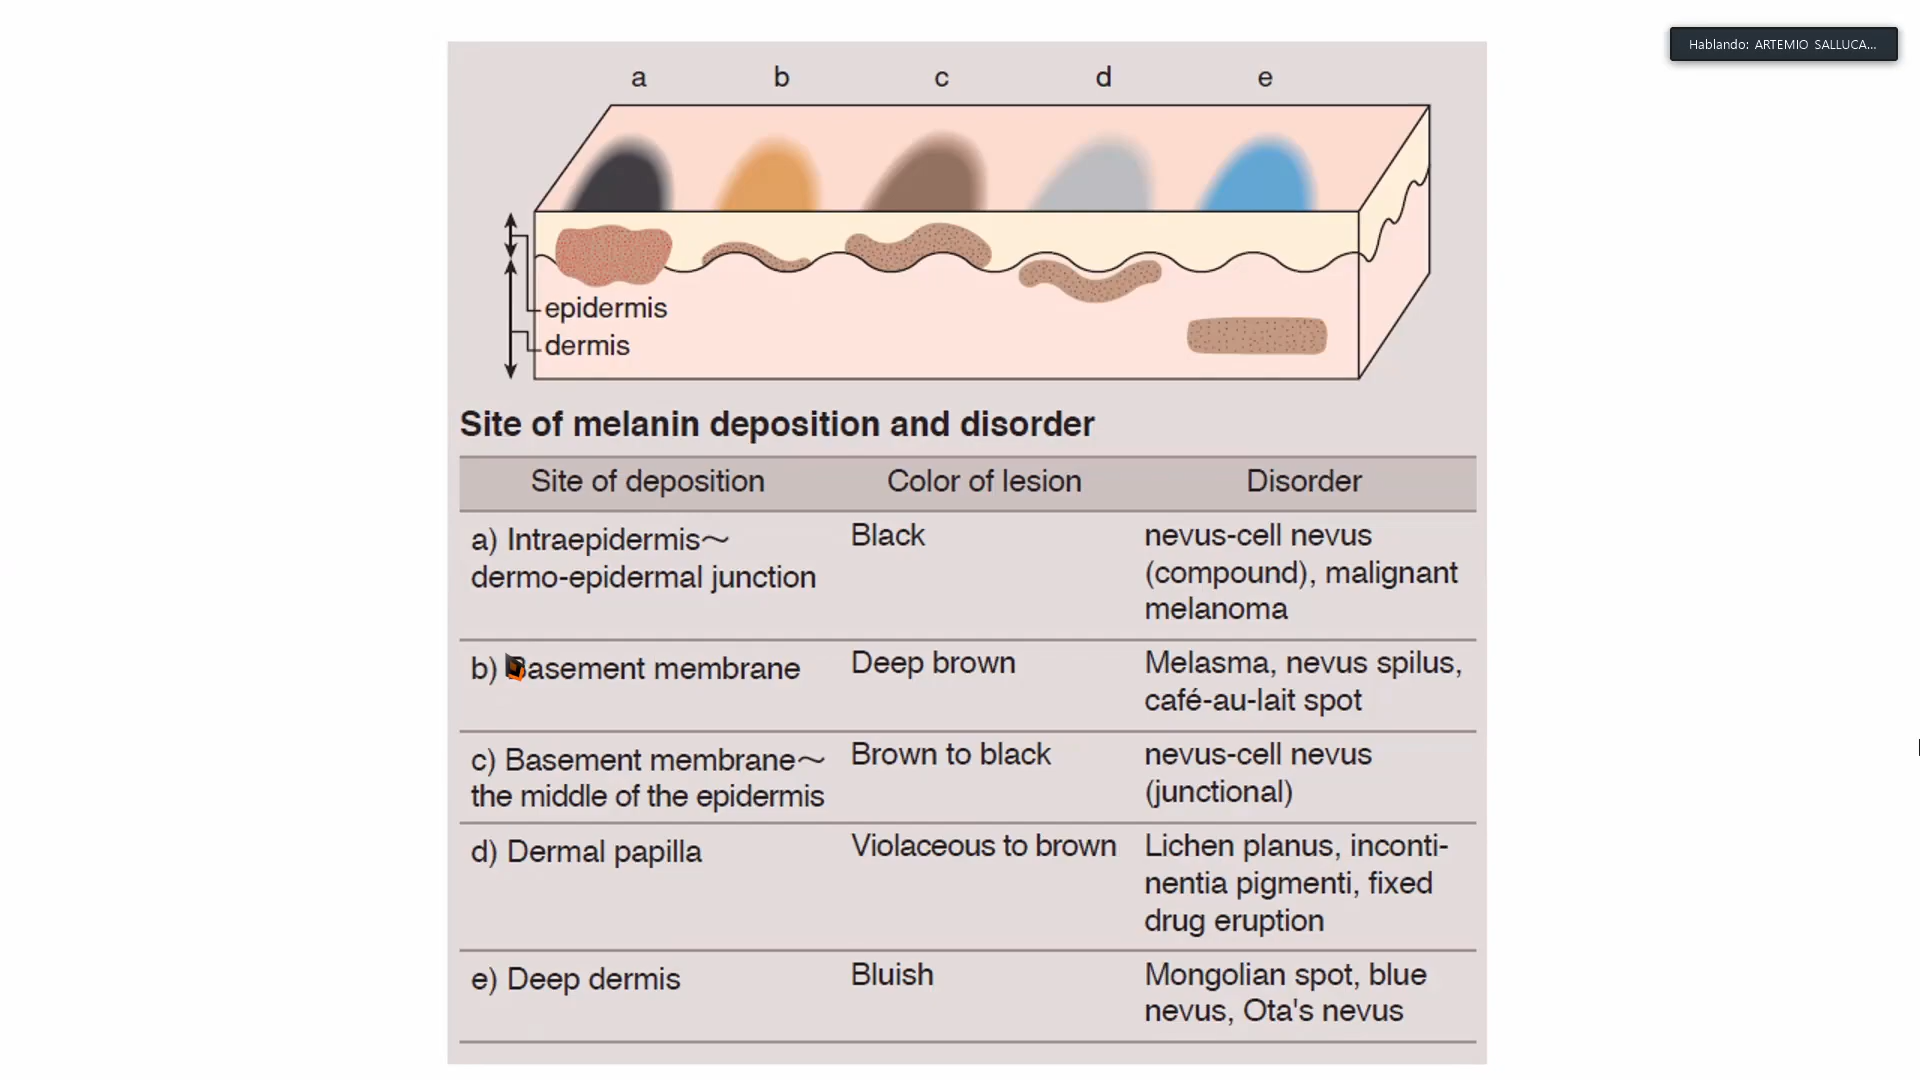 Hablando: ARTEMIO SALLUCA...
a b c d e
epidermis
dermis
Site of melanin deposition and disorder
Site of deposition Color of lesion Disorder
a) Intraepidermis～ Black nevus-cell nevus
dermo-epidermal junction (compound), malignant
melanoma
b) Basement membrane Deep brown Melasma, nevus spilus,
café-au-lait spot
c) Basement membrane～ Brown to black nevus-cell nevus
the middle of the epidermis (junctional)
d) Dermal papilla Violaceous to brown Lichen planus, inconti-
nentia pigmenti, fixed
drug eruption
e) Deep dermis Bluish Mongolian spot, blue
nevus, Ota's nevus